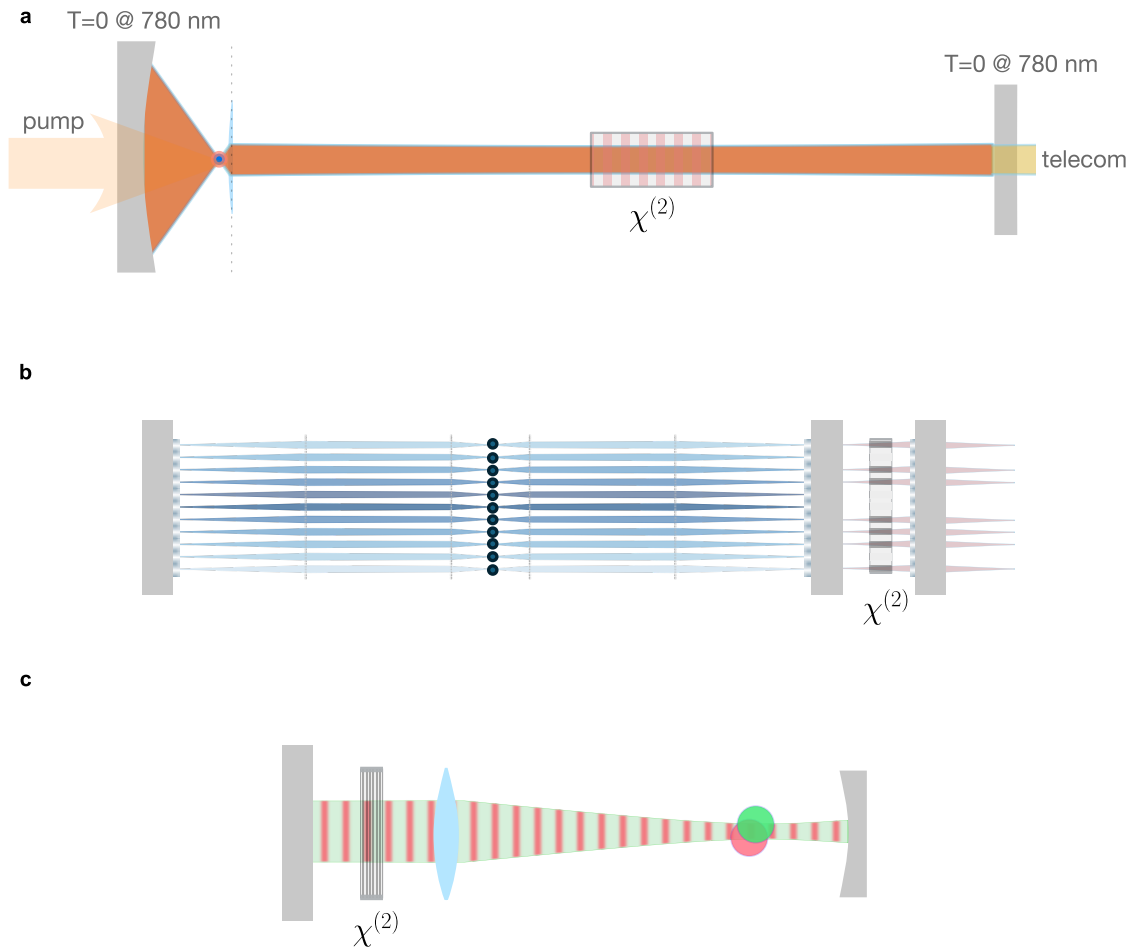 a
T=0 @ 780 nm
T=0 @ 780 nm
pump
telecom
χ(2)
b
χ(2)
c
χ(2)